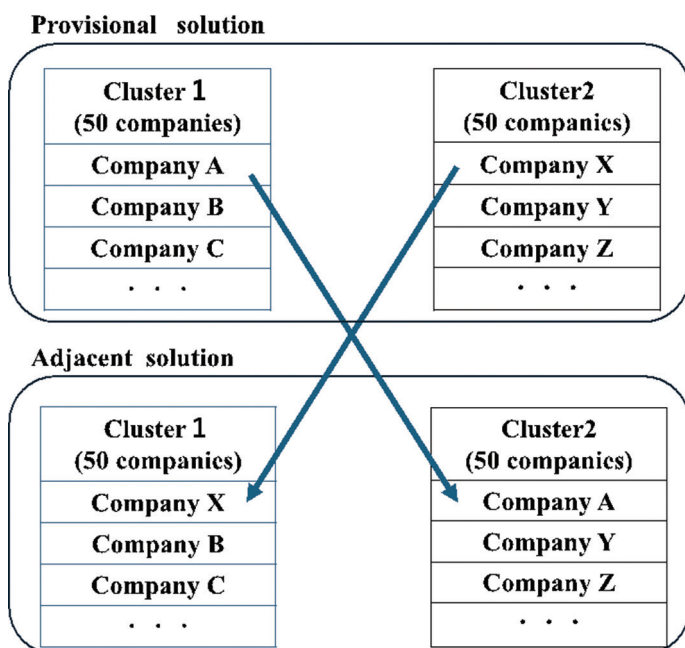 Provisional solution
Cluster 1
(50 companies)
Company A
Company B
Company C
. . .
Cluster2
(50 companics)
Company X
Company Y
Company Z
. . .
Adjacent solution
Cluster 1
(50 companies)
Company X
Company B
Company C
. . .
Cluster2
(50 companies)
Company A
Company Y
Company Z
. . .